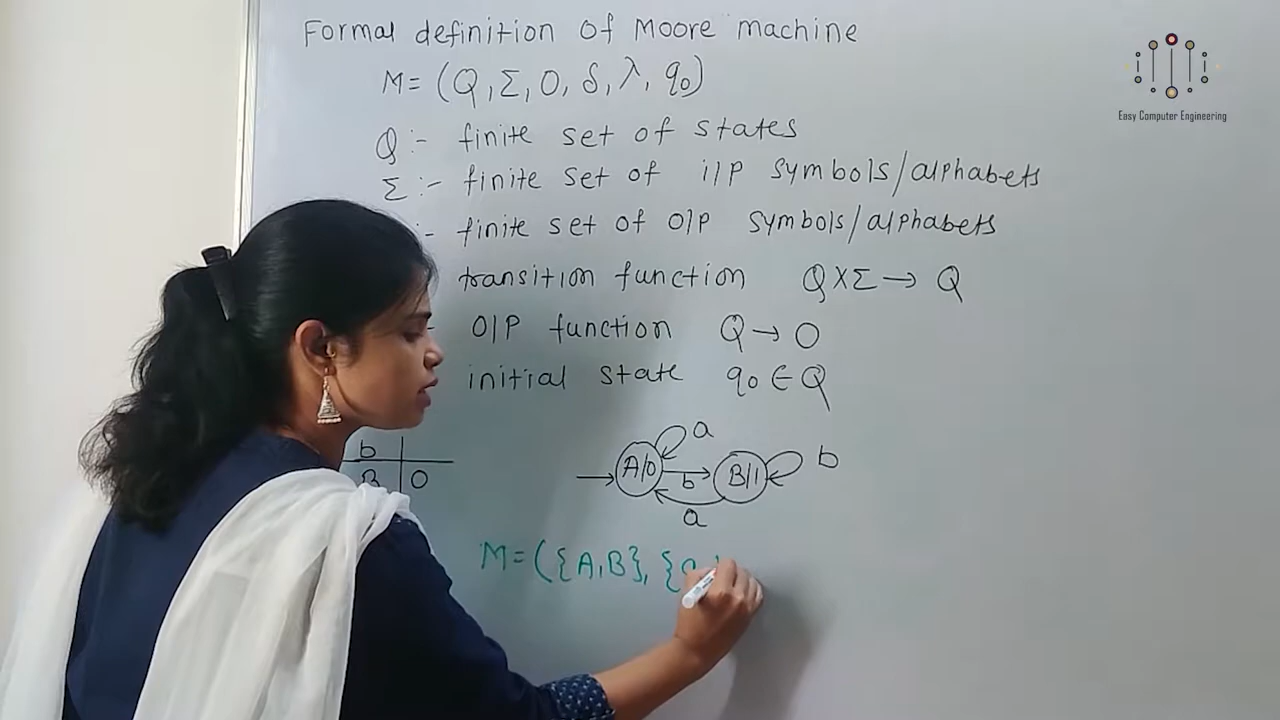 Formal definition of Moore machine
M = (Q, Σ, O, δ, λ, q0)
Q :- finite set of states
Σ :- finite set of i/P symbols/alphabets
:- finite set of O/P symbols/alphabets
transition function Q X Σ → Q
O/P function Q → O
initial state q0 ∈ Q
b
B 0
a
A/0 b B/1 b
a
M = ({A,B}, {a
Easy Computer Engineering